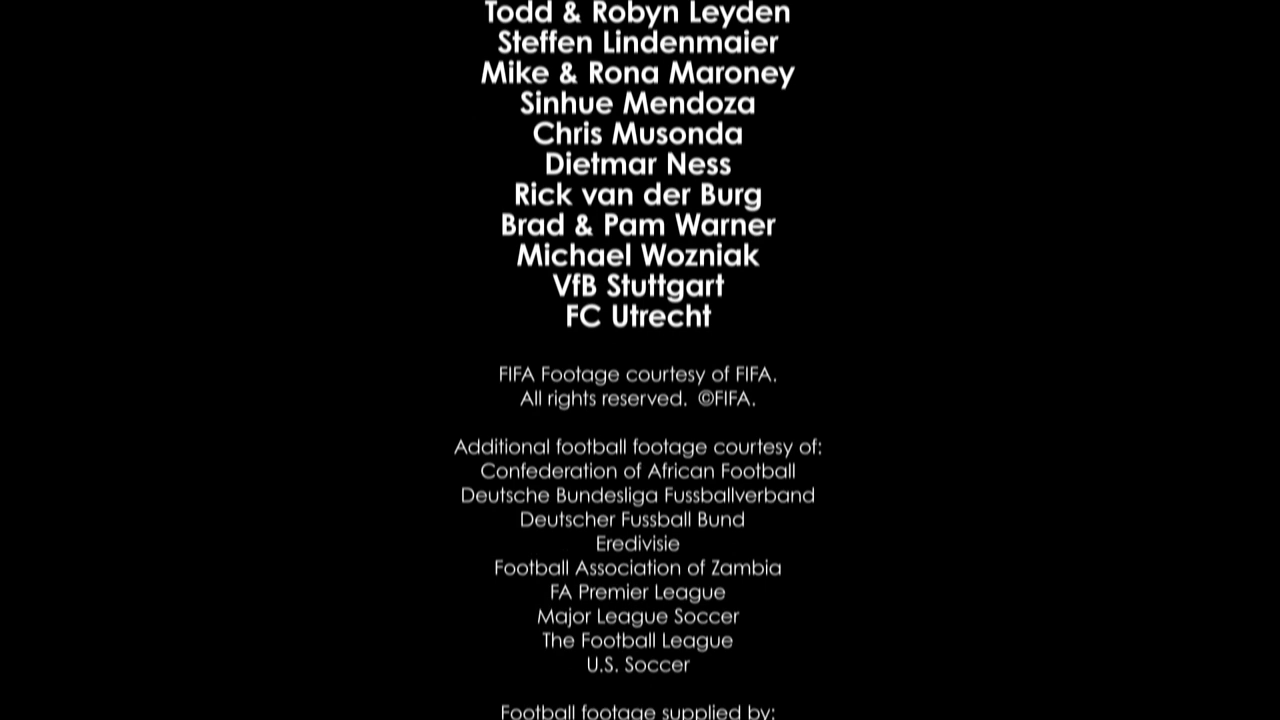 Todd & Robyn Leyden
Steffen Lindenmaier
Mike & Rona Maroney
Sinhue Mendoza
Chris Musonda
Dietmar Ness
Rick van der Burg
Brad & Pam Warner
Michael Wozniak
VfB Stuttgart
FC Utrecht
FIFA Footage courtesy of FIFA.
All rights reserved.  ©FIFA.
Additional football footage courtesy of:
Confederation of African Football
Deutsche Bundesliga Fussballverband
Deutscher Fussball Bund
Eredivisie
Football Association of Zambia
FA Premier League
Major League Soccer
The Football League
U.S. Soccer
Football footage supplied by: